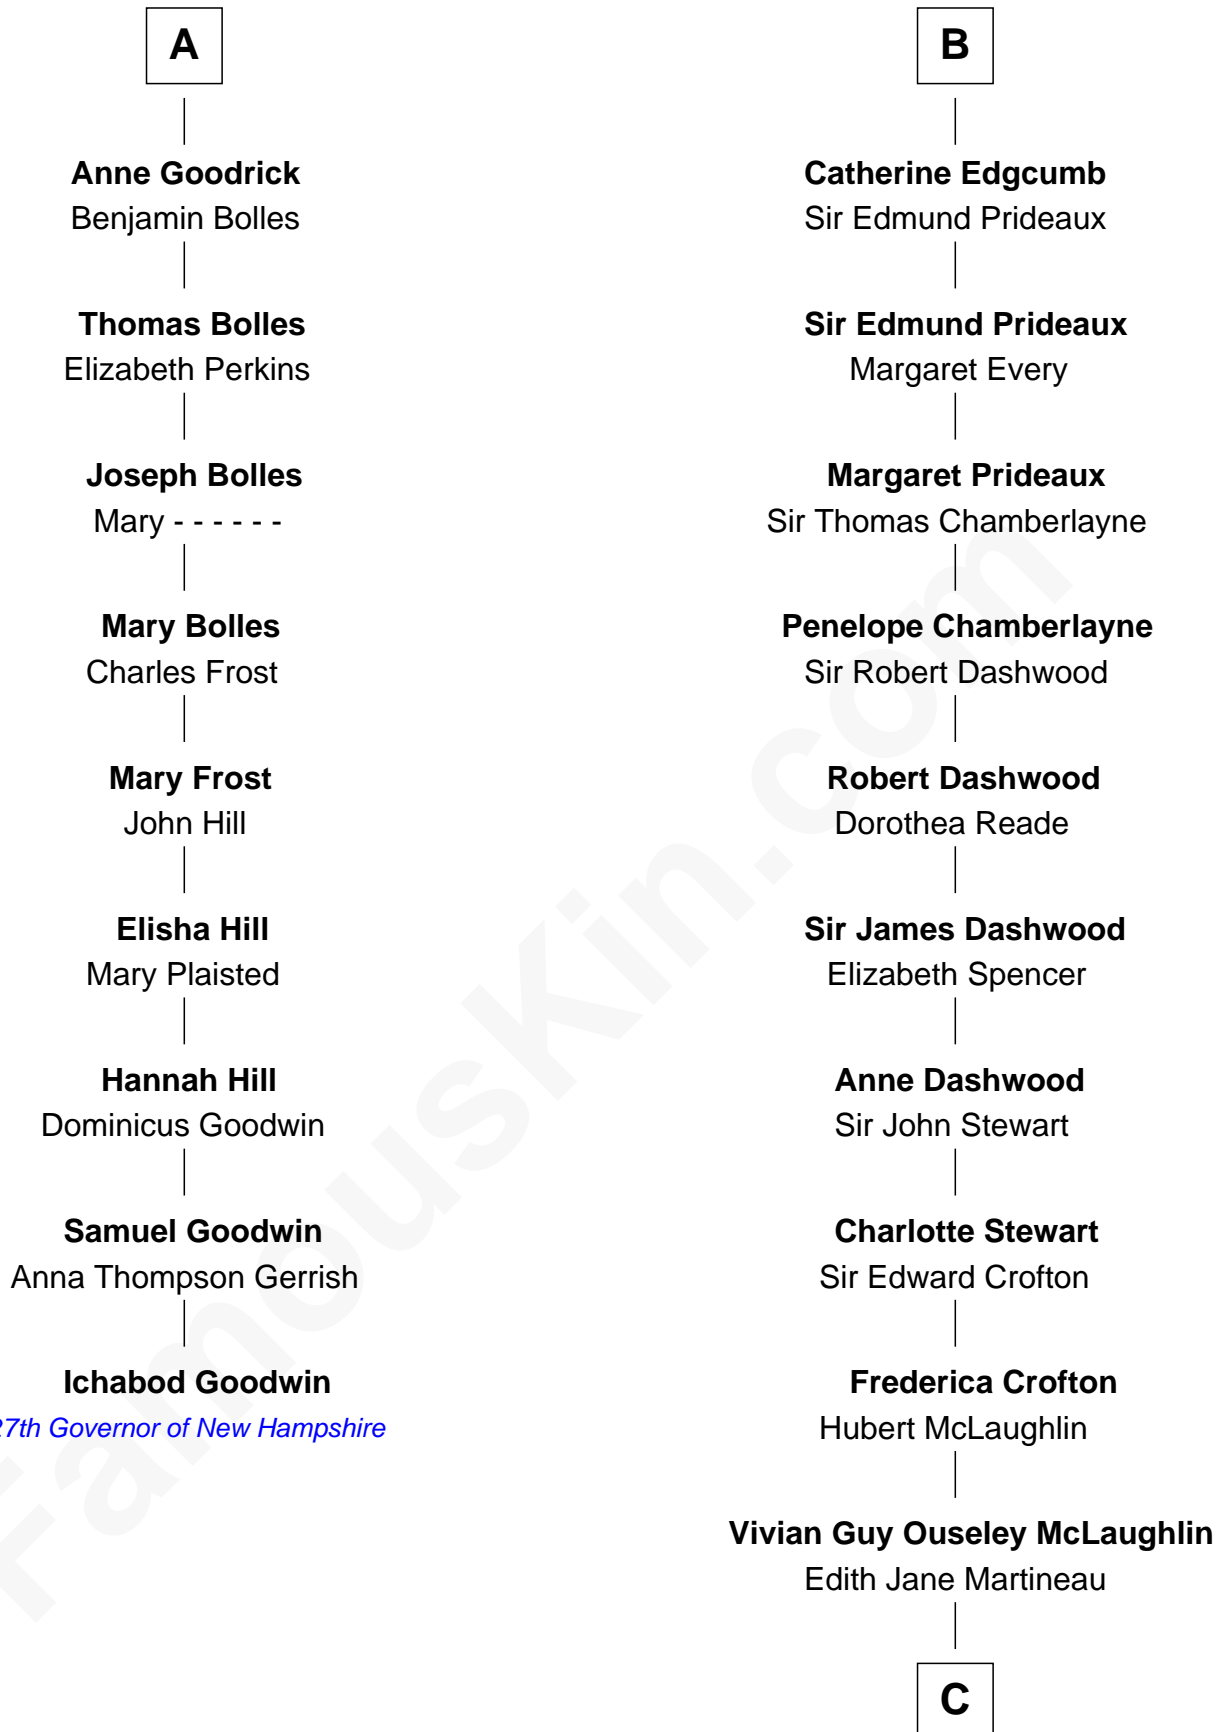 A
Anne Goodrick
Benjamin Bolles
Thomas Bolles
Elizabeth Perkins
Joseph Bolles
Mary - - - - - -
Mary Bolles
Charles Frost
Mary Frost
John Hill
Elisha Hill
Mary Plaisted
Hannah Hill
Dominicus Goodwin
Samuel Goodwin
Anna Thompson Gerrish
Ichabod Goodwin
27th Governor of New Hampshire
B
Catherine Edgcumb
Sir Edmund Prideaux
Sir Edmund Prideaux
Margaret Every
Margaret Prideaux
Sir Thomas Chamberlayne
Penelope Chamberlayne
Sir Robert Dashwood
Robert Dashwood
Dorothea Reade
Sir James Dashwood
Elizabeth Spencer
Anne Dashwood
Sir John Stewart
Charlotte Stewart
Sir Edward Crofton
Frederica Crofton
Hubert McLaughlin
Vivian Guy Ouseley McLaughlin
Edith Jane Martineau
C
FamousKin.com